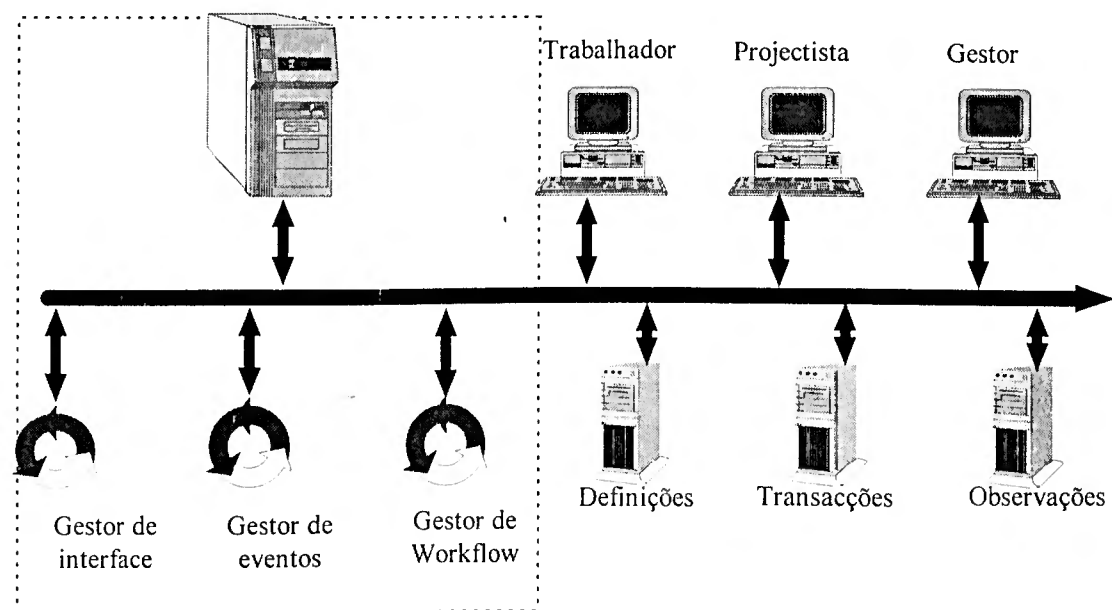 Trabalhador
Projectista
Gestor
Definições
Transacções
Observações
Gestor de
interface
Gestor de
eventos
Gestor de
Workflow